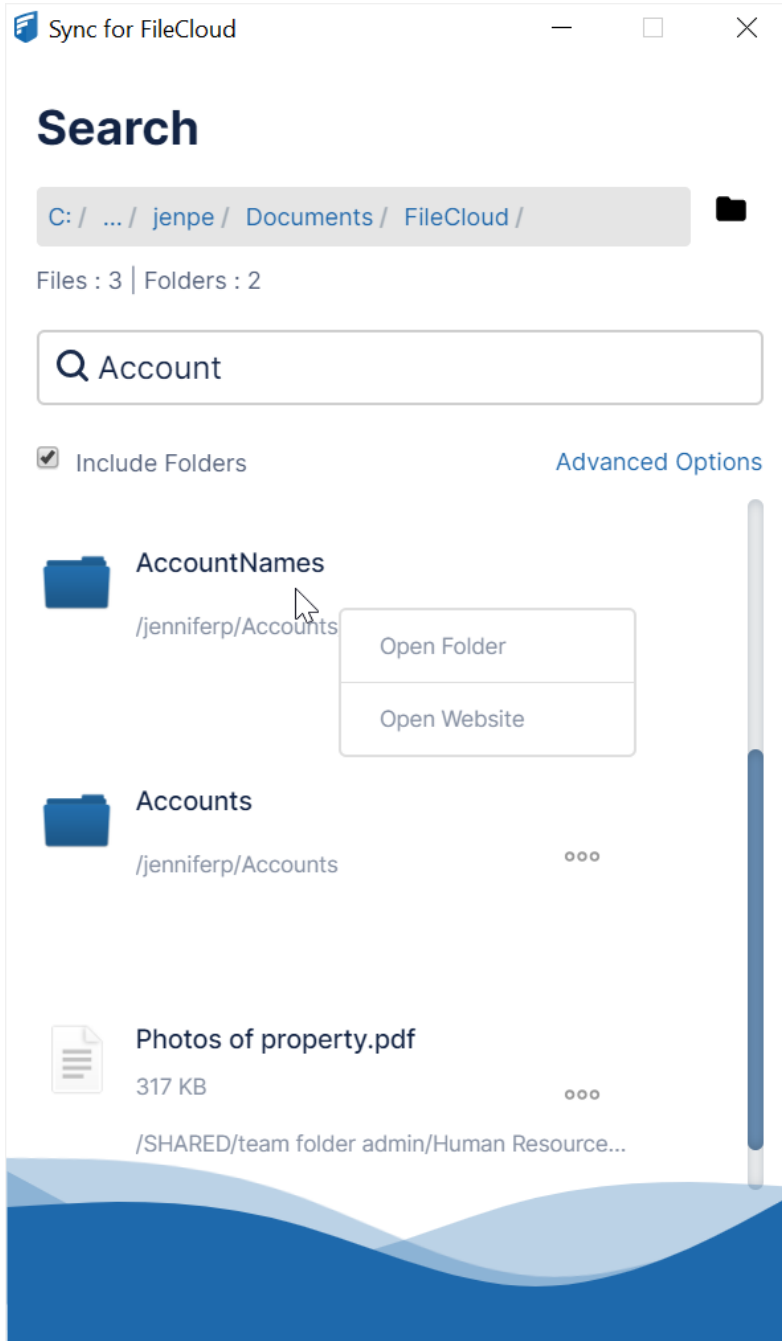 Sync for FileCloud
Search
C: / ... / jenpe / Documents / FileCloud /
Files : 3 | Folders : 2
Account
Include Folders
Advanced Options
AccountNames
/jenniferp/Accounts
Open Folder
Open Website
Accounts
/jenniferp/Accounts
Photos of property.pdf
317 KB
/SHARED/team folder admin/Human Resource...